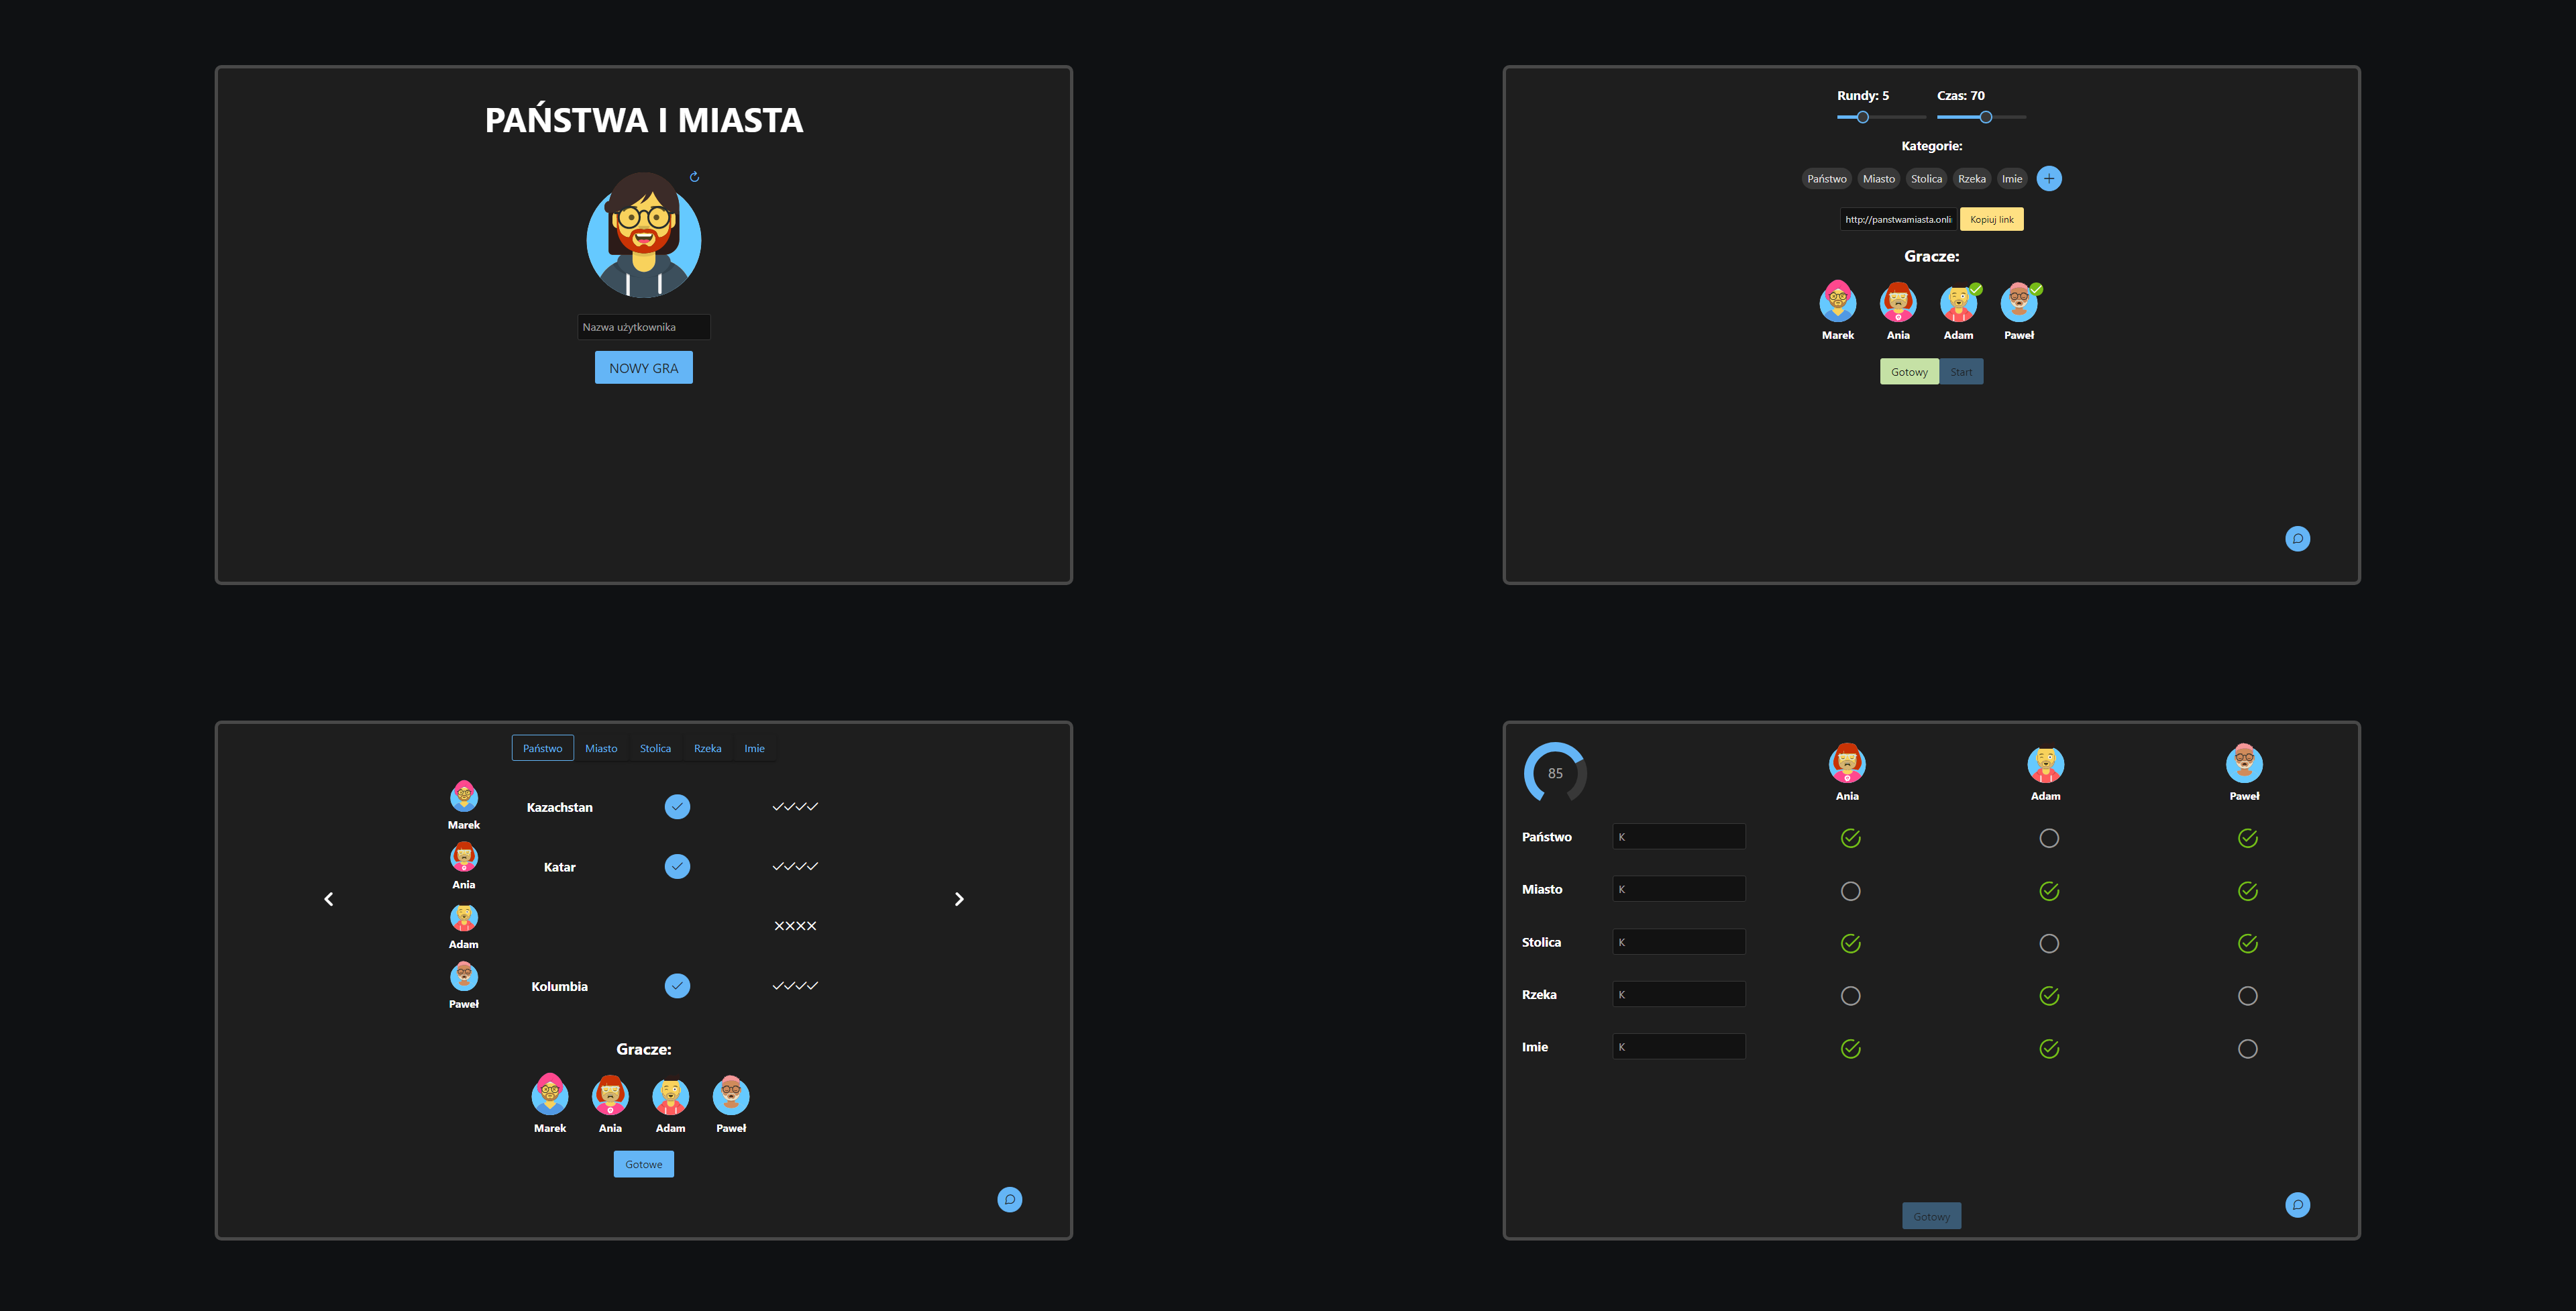 PAŃSTWA I MIASTA
Nazwa użytkownika
NOWY GRA
Rundy: 5 Czas: 70
Kategorie:
Państwo Miasto Stolica Rzeka Imie
http://panstwamiasta.onli Kopiuj link
Gracze:
Marek Ania Adam Paweł
Gotowy Start
Państwo Miasto Stolica Rzeka Imie
Kazachstan
Marek
Katar
Ania
Adam
Kolumbia
Paweł
Gracze:
Marek Ania Adam Paweł
Gotowe
85
Ania Adam Paweł
Państwo K
Miasto K
Stolica K
Rzeka K
Imie K
Gotowy